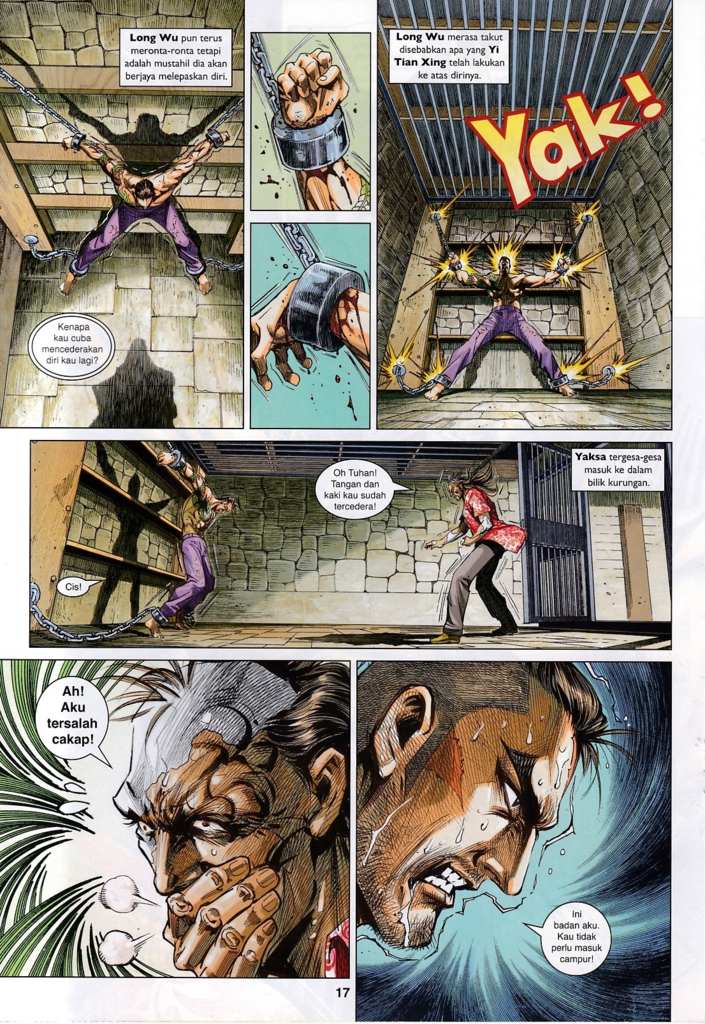 Long Wu pun terus
meronta-ronta tetapi
adalah mustahil dia akan
berjaya melepaskan diri.
Kenapa
kau cuba
mencederakan
diri kau lagi?
Long Wu merasa takut
disebabkan apa yang Yi
Tian Xing telah lakukan
ke atas dirinya.
Yak!
Yaksa tergesa-gesa
masuk ke dalam
bilik kurungan.
Oh Tuhan!
Tangan dan
kaki kau sudah
tercedera!
Cis!
Ah!
Aku
tersalah
cakap!
Ini
badan aku.
Kau tidak
perlu masuk
campur!
17